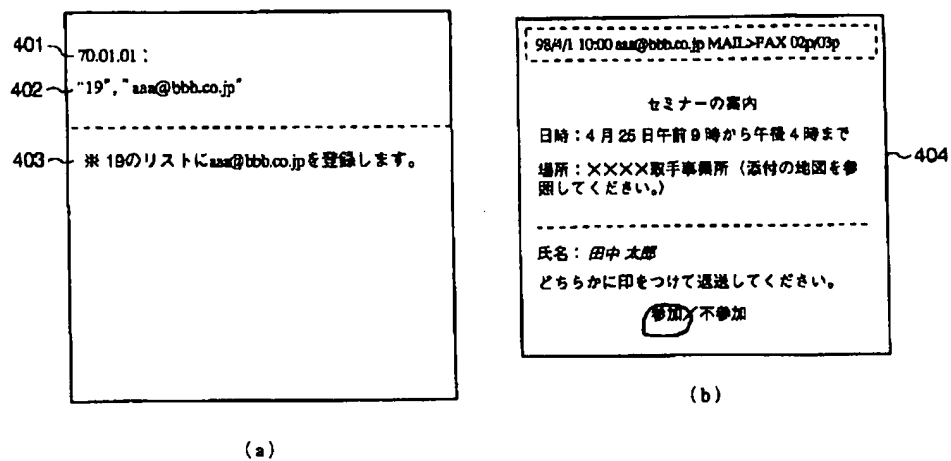 401
70.01.01 :
402
"19", "aaa@bbb.co.jp"
403
※ 19のリストにaaa@bbb.co.jpを登録します。
(a)
98/4/1 10:00 aaa@bbb.co.jp MAIL>FAX 02p/03p
セミナーの案内
日時:4月25日午前9時から午後4時まで
404
場所:××××取手事業所(添付の地図を参
照してください。)
氏名: 田中 太郎
どちらかに印をつけて返送してください。
参加/不参加
(b)